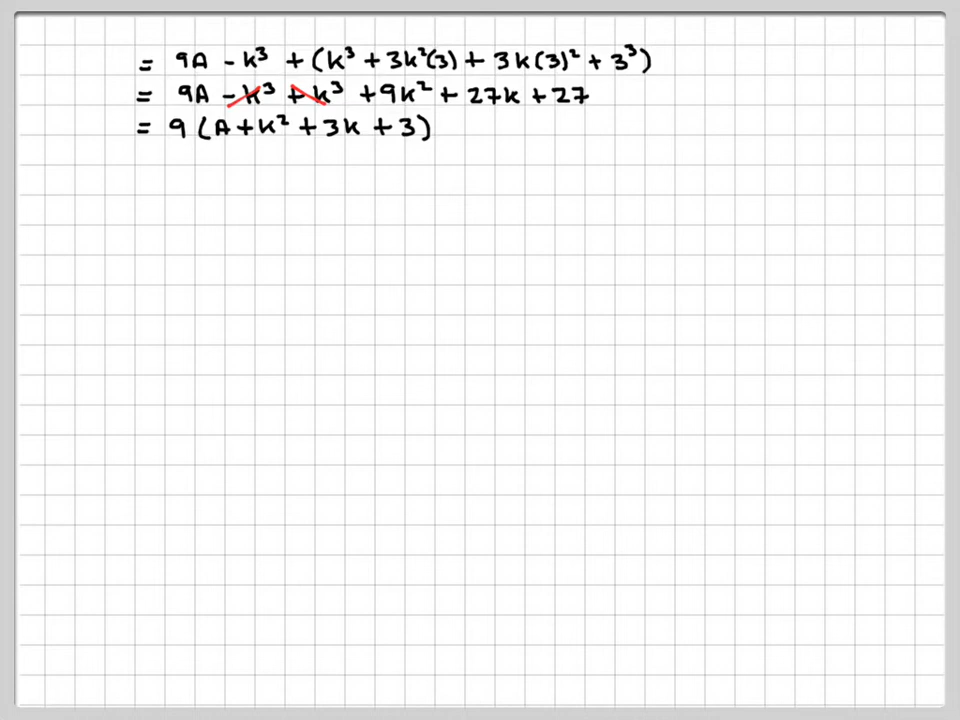 = 9A - k³ + (k³ + 3k²(3) + 3k(3)² + 3³)
= 9A - k³ + k³ + 9k² + 27k + 27
= 9 (A + k² + 3k + 3)